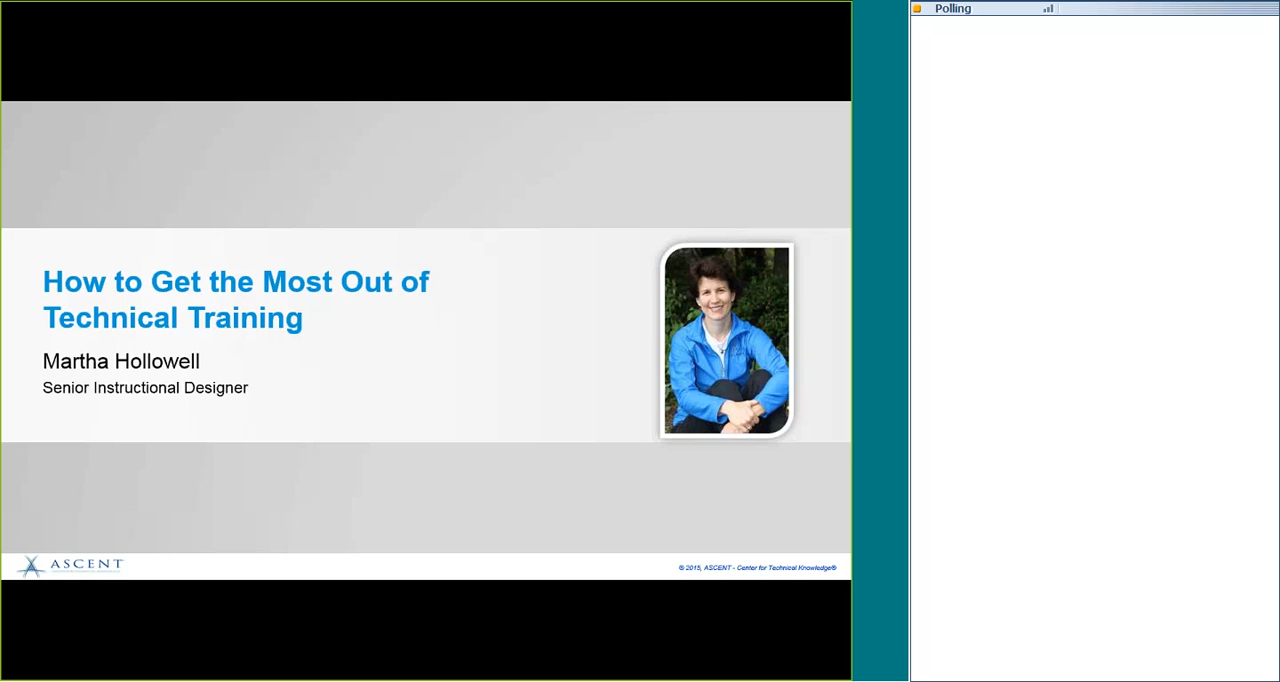 Polling
How to Get the Most Out of
Technical Training
Martha Hollowell
Senior Instructional Designer
ASCENT
© 2015, ASCENT - Center for Technical Knowledge®